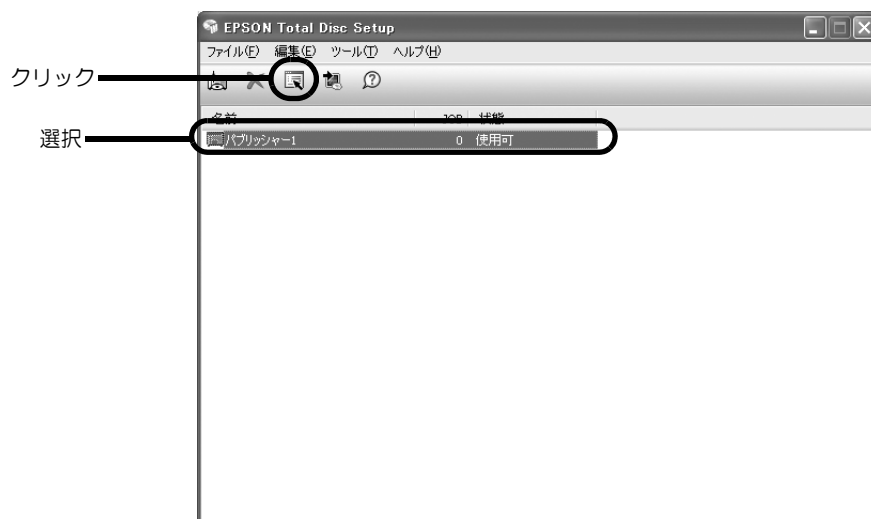 EPSON Total Disc Setup
ファイル(F) 編集(E) ツール(T) ヘルプ(H)
クリック
名前 JOB 状態
選択
パブリッシャー1 0 使用可